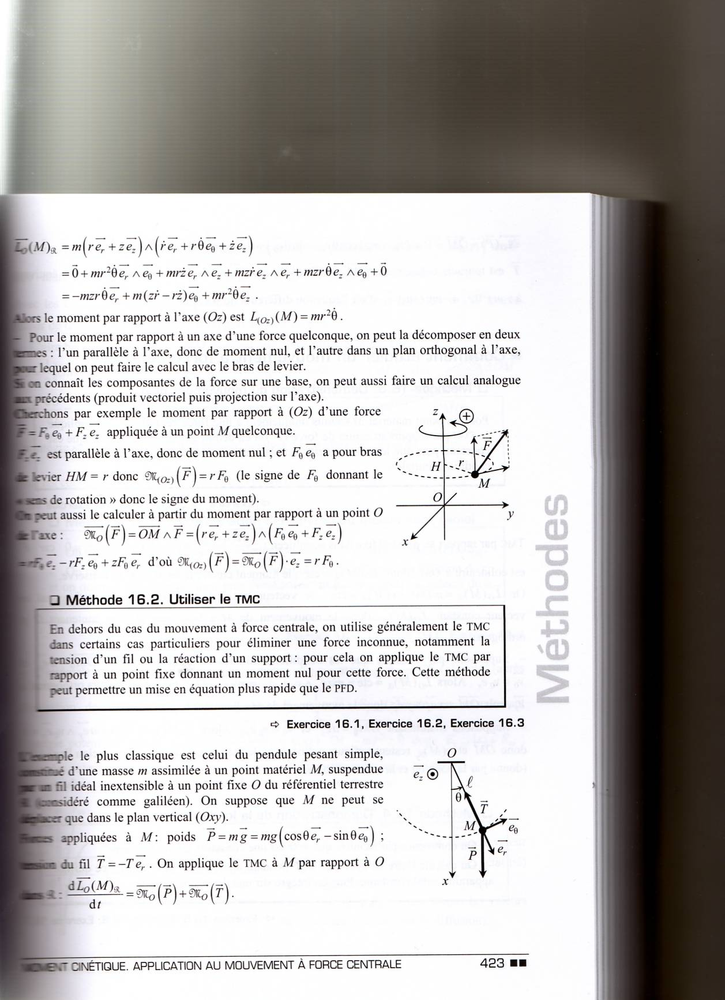 $\overrightarrow{L_O}(M)_{\mathcal{R}} = m\left(r\overrightarrow{e_r} + z\overrightarrow{e_z}\right) \wedge \left(\dot{r}\overrightarrow{e_r} + r\dot{\theta}\overrightarrow{e_\theta} + \dot{z}\overrightarrow{e_z}\right)$
$= \vec{0} + mr^2\dot{\theta}\overrightarrow{e_r} \wedge \overrightarrow{e_\theta} + mr\dot{z}\overrightarrow{e_r} \wedge \overrightarrow{e_z} + mz\dot{r}\overrightarrow{e_z} \wedge \overrightarrow{e_r} + mzr\dot{\theta}\overrightarrow{e_z} \wedge \overrightarrow{e_\theta} + \vec{0}$
$= -mzr\dot{\theta}\overrightarrow{e_r} + m(z\dot{r} - r\dot{z})\overrightarrow{e_\theta} + mr^2\dot{\theta}\overrightarrow{e_z}$ .
Alors le moment par rapport à l'axe (Oz) est $L_{(Oz)}(M) = mr^2\dot{\theta}$ .
– Pour le moment par rapport à un axe d'une force quelconque, on peut la décomposer en deux
termes : l'un parallèle à l'axe, donc de moment nul, et l'autre dans un plan orthogonal à l'axe,
pour lequel on peut faire le calcul avec le bras de levier.
Si on connaît les composantes de la force sur une base, on peut aussi faire un calcul analogue
aux précédents (produit vectoriel puis projection sur l'axe).
Cherchons par exemple le moment par rapport à (Oz) d'une force
$\overrightarrow{F} = F_\theta\overrightarrow{e_\theta} + F_z\overrightarrow{e_z}$ appliquée à un point M quelconque.
$F_z\overrightarrow{e_z}$ est parallèle à l'axe, donc de moment nul ; et $F_\theta\overrightarrow{e_\theta}$ a pour bras
de levier HM = r donc $\mathfrak{M}_{(Oz)}\left(\overrightarrow{F}\right) = rF_\theta$ (le signe de $F_\theta$ donnant le
« sens de rotation » donc le signe du moment).
On peut aussi le calculer à partir du moment par rapport à un point O
de l'axe : $\overrightarrow{\mathfrak{M}_O}\left(\overrightarrow{F}\right) = \overrightarrow{OM} \wedge \overrightarrow{F} = \left(r\overrightarrow{e_r} + z\overrightarrow{e_z}\right) \wedge \left(F_\theta\overrightarrow{e_\theta} + F_z\overrightarrow{e_z}\right)$
$= rF_\theta\overrightarrow{e_z} - rF_z\overrightarrow{e_\theta} + zF_\theta\overrightarrow{e_r}$ d'où $\mathfrak{M}_{(Oz)}\left(\overrightarrow{F}\right) = \overrightarrow{\mathfrak{M}_O}\left(\overrightarrow{F}\right) \cdot \overrightarrow{e_z} = rF_\theta$ .
z
+
$\overrightarrow{F}$
H
r
M
O
y
x
❑ Méthode 16.2. Utiliser le TMC
En dehors du cas du mouvement à force centrale, on utilise généralement le TMC
dans certains cas particuliers pour éliminer une force inconnue, notamment la
tension d'un fil ou la réaction d'un support : pour cela on applique le TMC par
rapport à un point fixe donnant un moment nul pour cette force. Cette méthode
peut permettre un mise en équation plus rapide que le PFD.
⇨ Exercice 16.1, Exercice 16.2, Exercice 16.3
L'exemple le plus classique est celui du pendule pesant simple,
constitué d'une masse m assimilée à un point matériel M, suspendue
par un fil idéal inextensible à un point fixe O du référentiel terrestre
$\mathcal{R}$ (considéré comme galiléen). On suppose que M ne peut se
déplacer que dans le plan vertical (Oxy).
Forces appliquées à M : poids $\overrightarrow{P} = m\overrightarrow{g} = mg\left(\cos\theta\overrightarrow{e_r} - \sin\theta\overrightarrow{e_\theta}\right)$ ;
tension du fil $\overrightarrow{T} = -T\overrightarrow{e_r}$ . On applique le TMC à M par rapport à O
dans $\mathcal{R}$ : $\frac{d\overrightarrow{L_O}(M)_{\mathcal{R}}}{dt} = \overrightarrow{\mathfrak{M}_O}\left(\overrightarrow{P}\right) + \overrightarrow{\mathfrak{M}_O}\left(\overrightarrow{T}\right)$ .
O
$\overrightarrow{e_z}$
ℓ
θ
$\overrightarrow{T}$
M
$\overrightarrow{e_\theta}$
$\overrightarrow{P}$
$\overrightarrow{e_r}$
x
Méthodes
MOMENT CINÉTIQUE. APPLICATION AU MOUVEMENT À FORCE CENTRALE
423